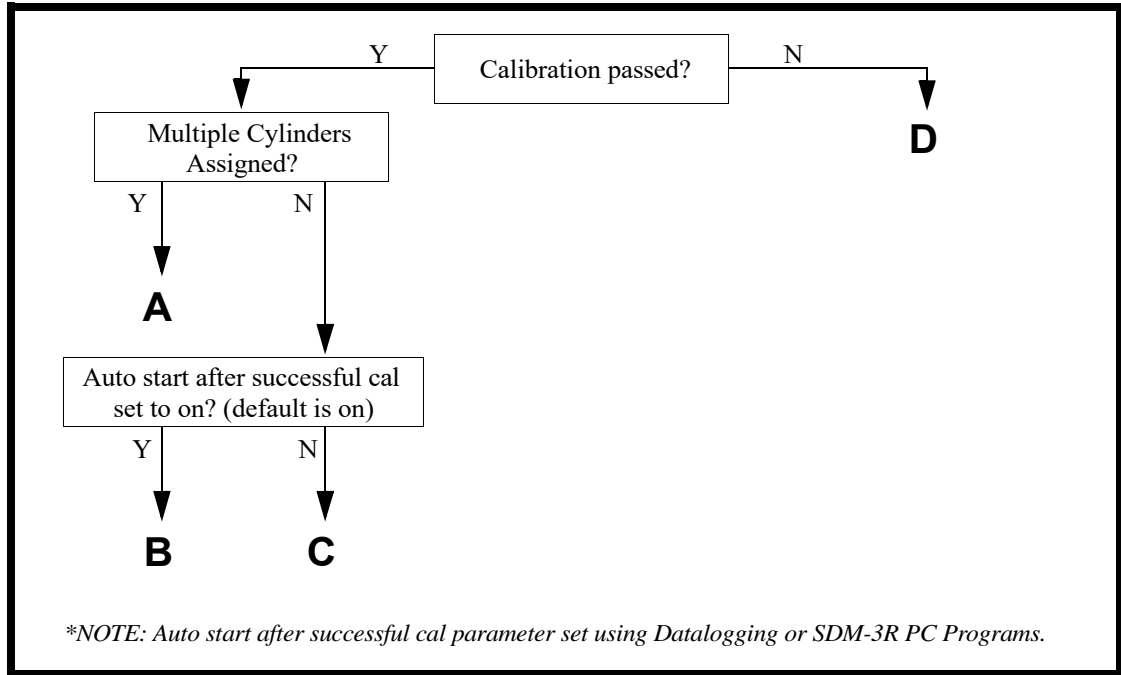 Y
Calibration passed?
N
D
Multiple Cylinders
Assigned?
Y
N
A
Auto start after successful cal
set to on? (default is on)
Y
N
B
C
*NOTE: Auto start after successful cal parameter set using Datalogging or SDM-3R PC Programs.